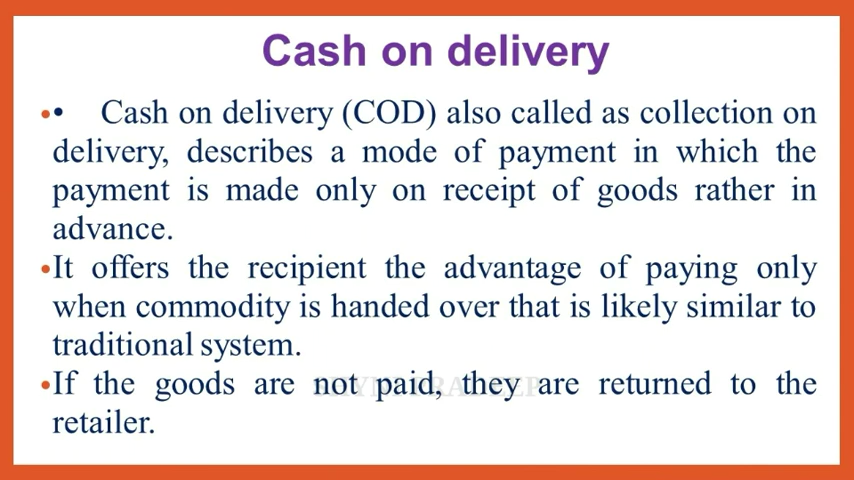 Cash on delivery
•• Cash on delivery (COD) also called as collection on
delivery, describes a mode of payment in which the
payment is made only on receipt of goods rather in
advance.
•It offers the recipient the advantage of paying only
when commodity is handed over that is likely similar to
traditional system.
•If the goods are not paid, they are returned to the
retailer.